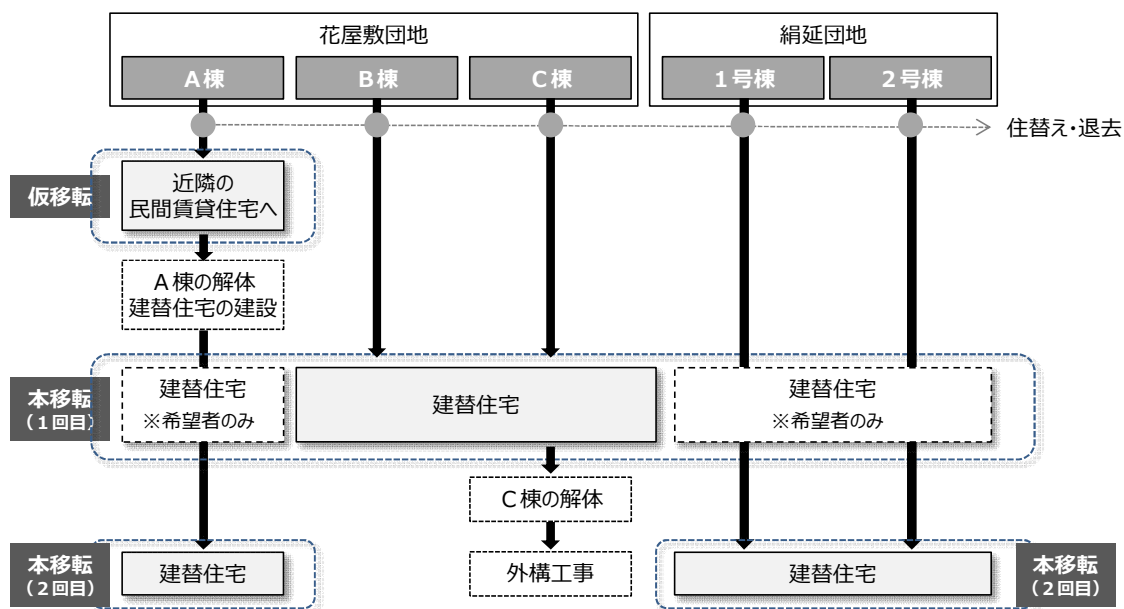 花屋敷団地
絹延団地
A棟
B棟
C棟
1号棟
2号棟
住替え・退去
仮移転
近隣の
民間賃貸住宅へ
A棟の解体
建替住宅の建設
本移転
(1回目)
建替住宅
※希望者のみ
建替住宅
建替住宅
※希望者のみ
C棟の解体
本移転
(2回目)
建替住宅
外構工事
建替住宅
本移転
(2回目)